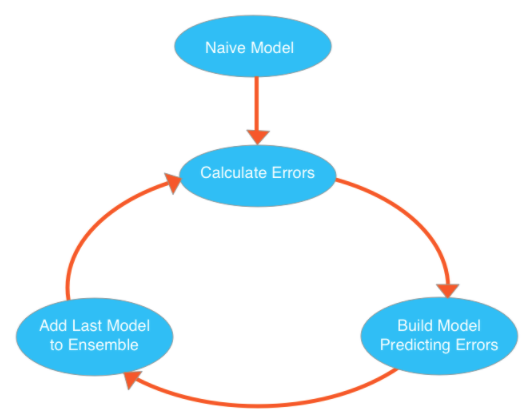 Naive Model
Calculate Errors
Add Last Model
to Ensemble
Build Model
Predicting Errors